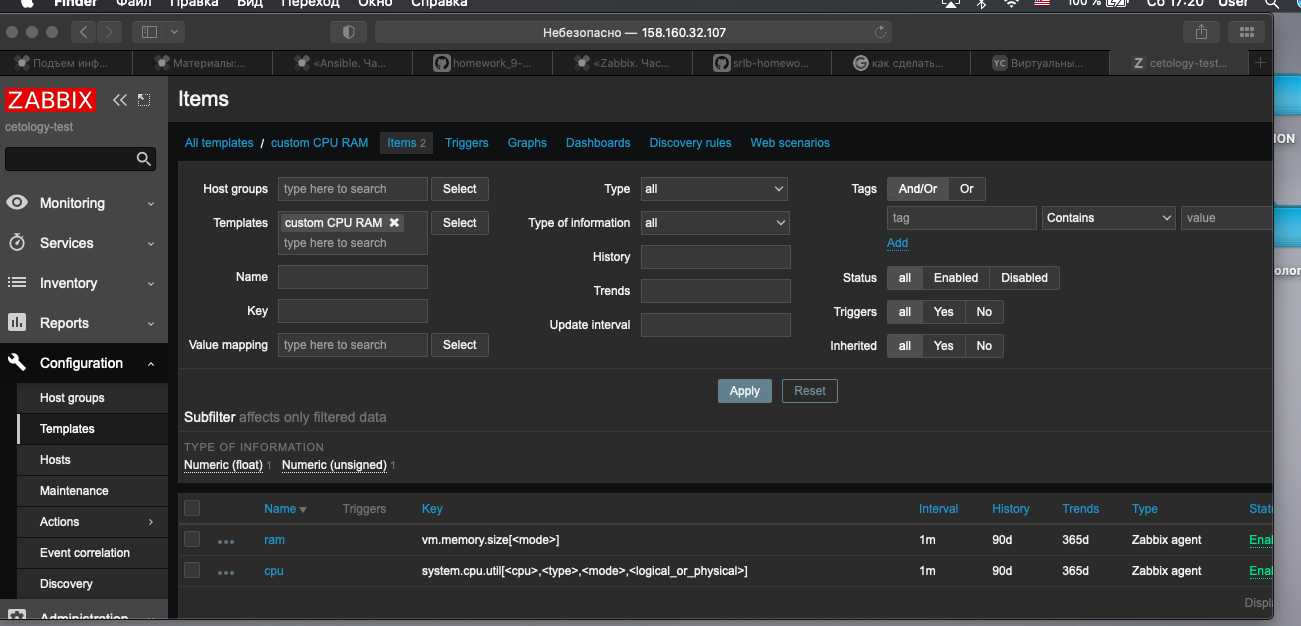 Finder Файл Правка Вид Переход Окно Справка 100 % Сб 17:20 User
Небезопасно — 158.160.32.107
Подъем инф... Материалы:... «Ansible. Ча... homework_9-... «Zabbix. Час... srlb-homewo... как сделать... YC Виртуальны... Z cetology-test...
ZABBIX
cetology-test
Monitoring
Services
Inventory
Reports
Configuration
Host groups
Templates
Hosts
Maintenance
Actions
Event correlation
Discovery
Administration
Items
All templates / custom CPU RAM Items 2 Triggers Graphs Dashboards Discovery rules Web scenarios
Host groups type here to search Select Type all Tags And/Or Or
Templates custom CPU RAM Select Type of information all tag Contains value
type here to search Add
Name History
Key Trends Status all Enabled Disabled
Value mapping type here to search Select Update interval Triggers all Yes No
Inherited all Yes No
Apply Reset
Subfilter affects only filtered data
TYPE OF INFORMATION
Numeric (float) 1 Numeric (unsigned) 1
Name Triggers Key Interval History Trends Type Statu
ram vm.memory.size[<mode>] 1m 90d 365d Zabbix agent Enal
cpu system.cpu.util[<cpu>,<type>,<mode>,<logical_or_physical>] 1m 90d 365d Zabbix agent Enal
Displa
ION
олог